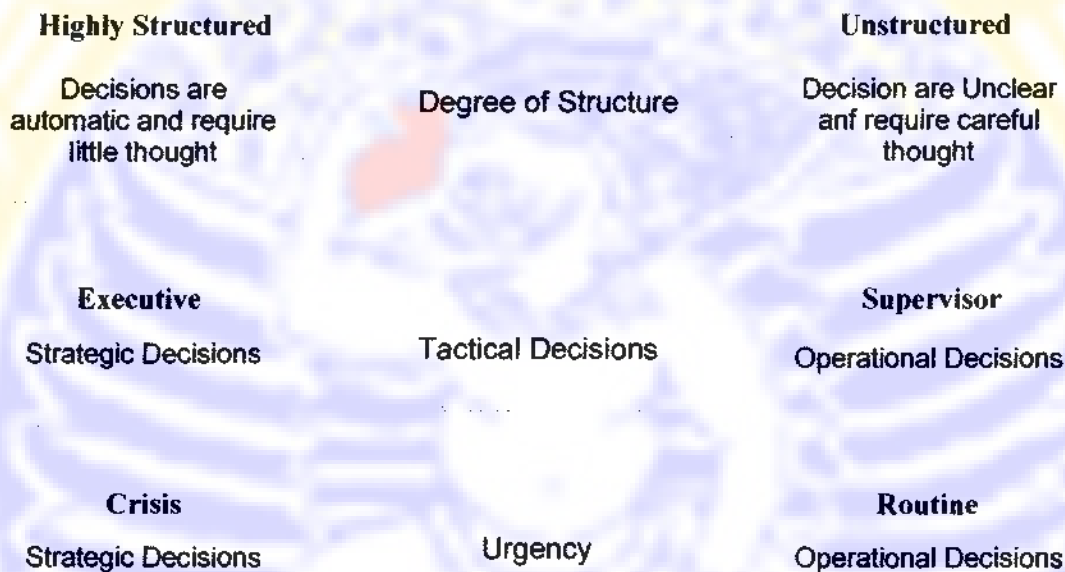 Highly Structured
Unstructured
Decisions are
automatic and require
little thought
Degree of Structure
Decision are Unclear
anf require careful
thought
Executive
Supervisor
Strategic Decisions
Tactical Decisions
Operational Decisions
Crisis
Routine
Strategic Decisions
Urgency
Operational Decisions